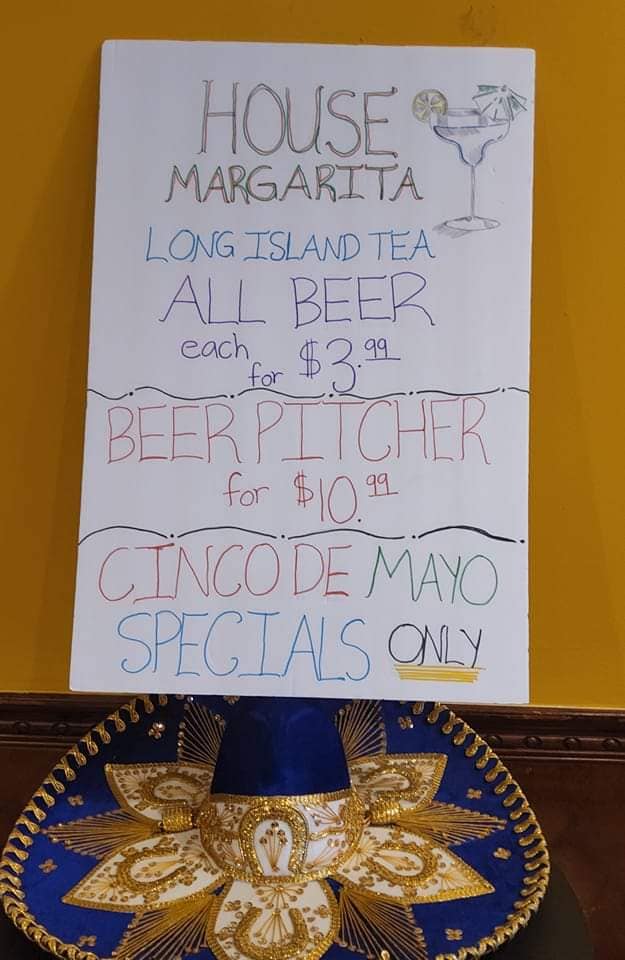 HOUSE
MARGARITA
LONG ISLAND TEA
ALL BEER
each for $3.99
BEER PITCHER
for $10.99
CINCO DE MAYO
SPECIALS ONLY